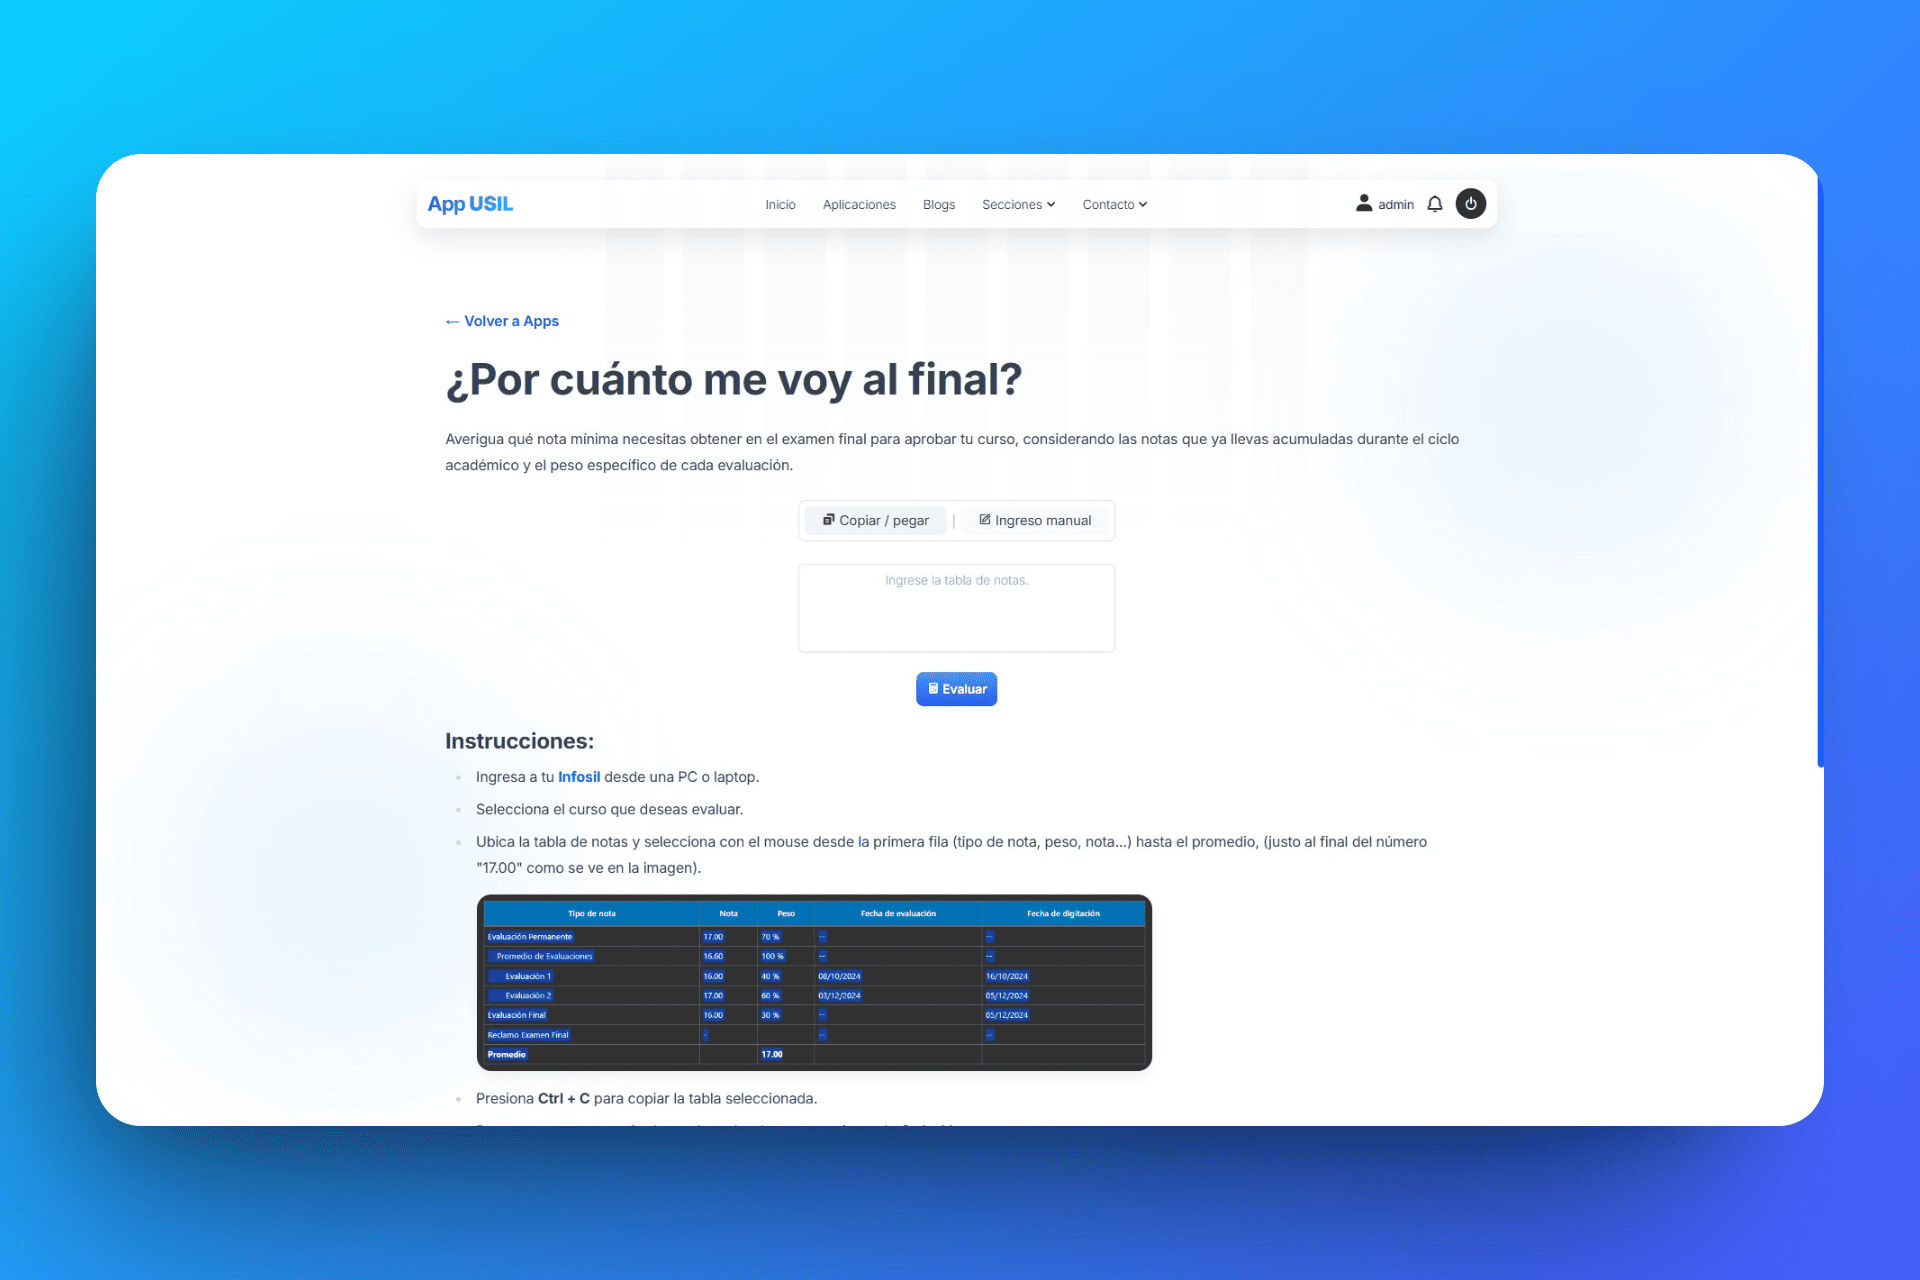 App USIL
Inicio Aplicaciones Blogs Secciones Contacto
admin
← Volver a Apps
¿Por cuánto me voy al final?
Averigua qué nota mínima necesitas obtener en el examen final para aprobar tu curso, considerando las notas que ya llevas acumuladas durante el ciclo
académico y el peso específico de cada evaluación.
Copiar / pegar | Ingreso manual
Ingrese la tabla de notas.
Evaluar
Instrucciones:
Ingresa a tu Infosil desde una PC o laptop.
Selecciona el curso que deseas evaluar.
Ubica la tabla de notas y selecciona con el mouse desde la primera fila (tipo de nota, peso, nota...) hasta el promedio, (justo al final del número
"17.00" como se ve en la imagen).
Tipo de nota Nota Peso Fecha de evaluación Fecha de digitación
Evaluación Permanente 17.00 70 % -- --
Promedio de Evaluaciones 16.60 100 % -- --
Evaluación 1 16.00 40 % 08/10/2024 16/10/2024
Evaluación 2 17.00 60 % 03/12/2024 05/12/2024
Evaluación Final 16.00 30 % -- 05/12/2024
Reclamo Examen Final - -- --
Promedio 17.00
Presiona Ctrl + C para copiar la tabla seleccionada.